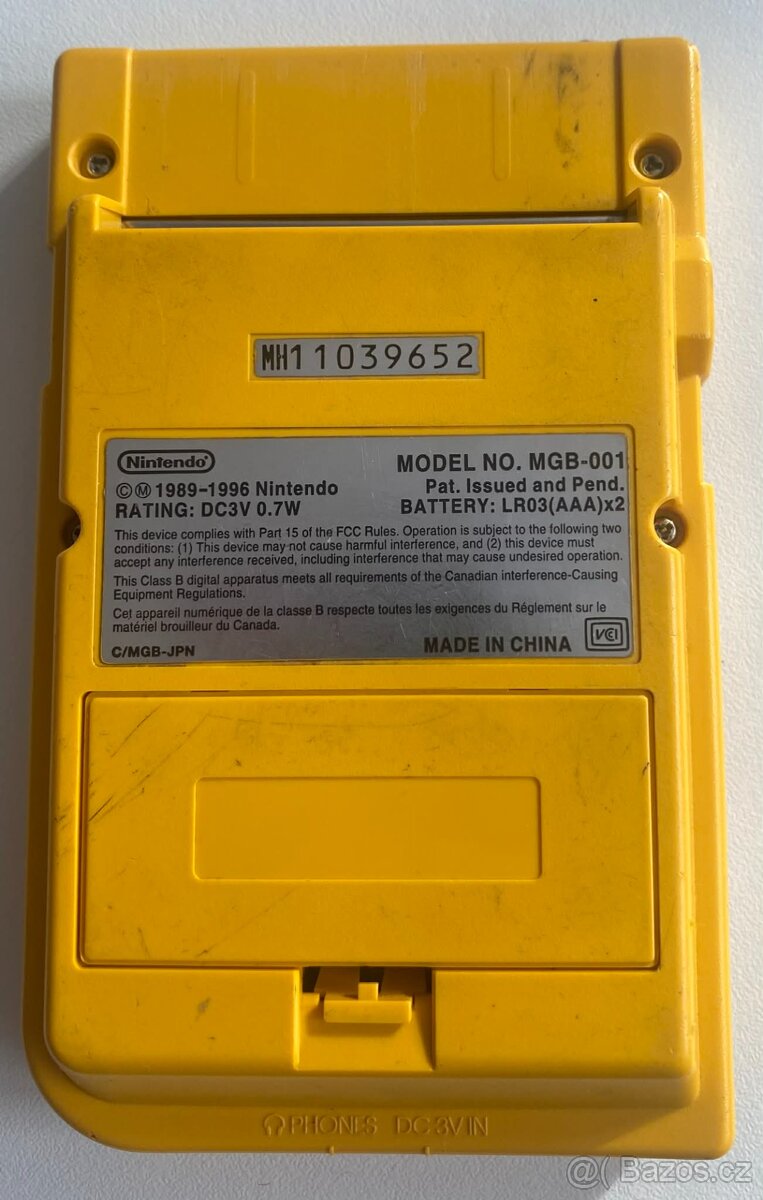 MH11039652
Nintendo
MODEL NO. MGB-001
©Ⓜ 1989-1996 Nintendo
Pat. Issued and Pend.
RATING: DC3V 0.7W
BATTERY: LR03(AAA)x2
This device complies with Part 15 of the FCC Rules. Operation is subject to the following two
conditions: (1) This device may not cause harmful interference, and (2) this device must
accept any interference received, including interference that may cause undesired operation.
This Class B digital apparatus meets all requirements of the Canadian interference-Causing
Equipment Regulations.
Cet appareil numérique de la classe B respecte toutes les exigences du Réglement sur le
matériel brouilleur du Canada.
C/MGB-JPN
MADE IN CHINA
VCI
PHONES DC 3V IN
@( Bazos.cz